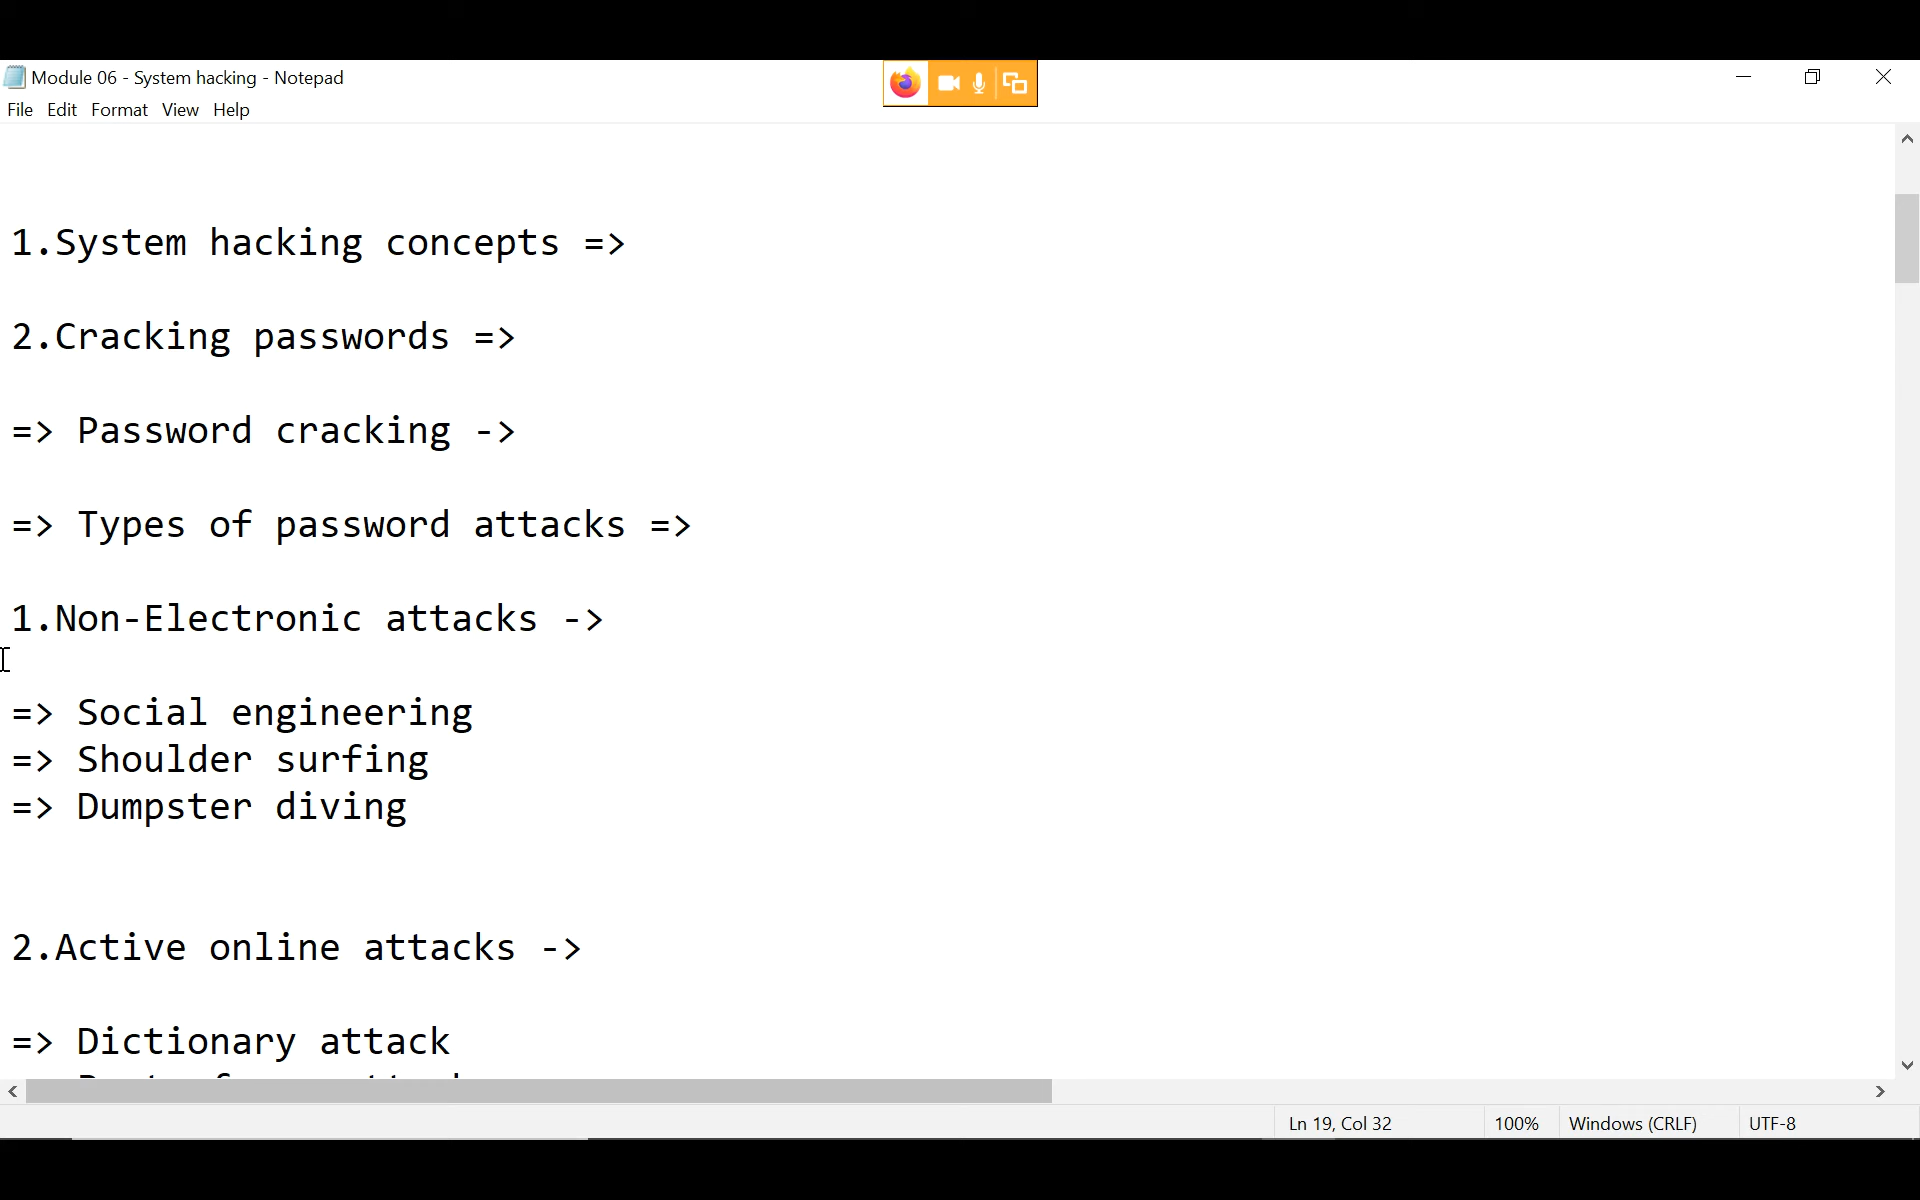 Module 06 - System hacking - Notepad
File Edit Format View Help
1.System hacking concepts =>
2.Cracking passwords =>
=> Password cracking ->
=> Types of password attacks =>
1.Non-Electronic attacks ->
=> Social engineering
=> Shoulder surfing
=> Dumpster diving
2.Active online attacks ->
=> Dictionary attack
Ln 19, Col 32 100% Windows (CRLF) UTF-8